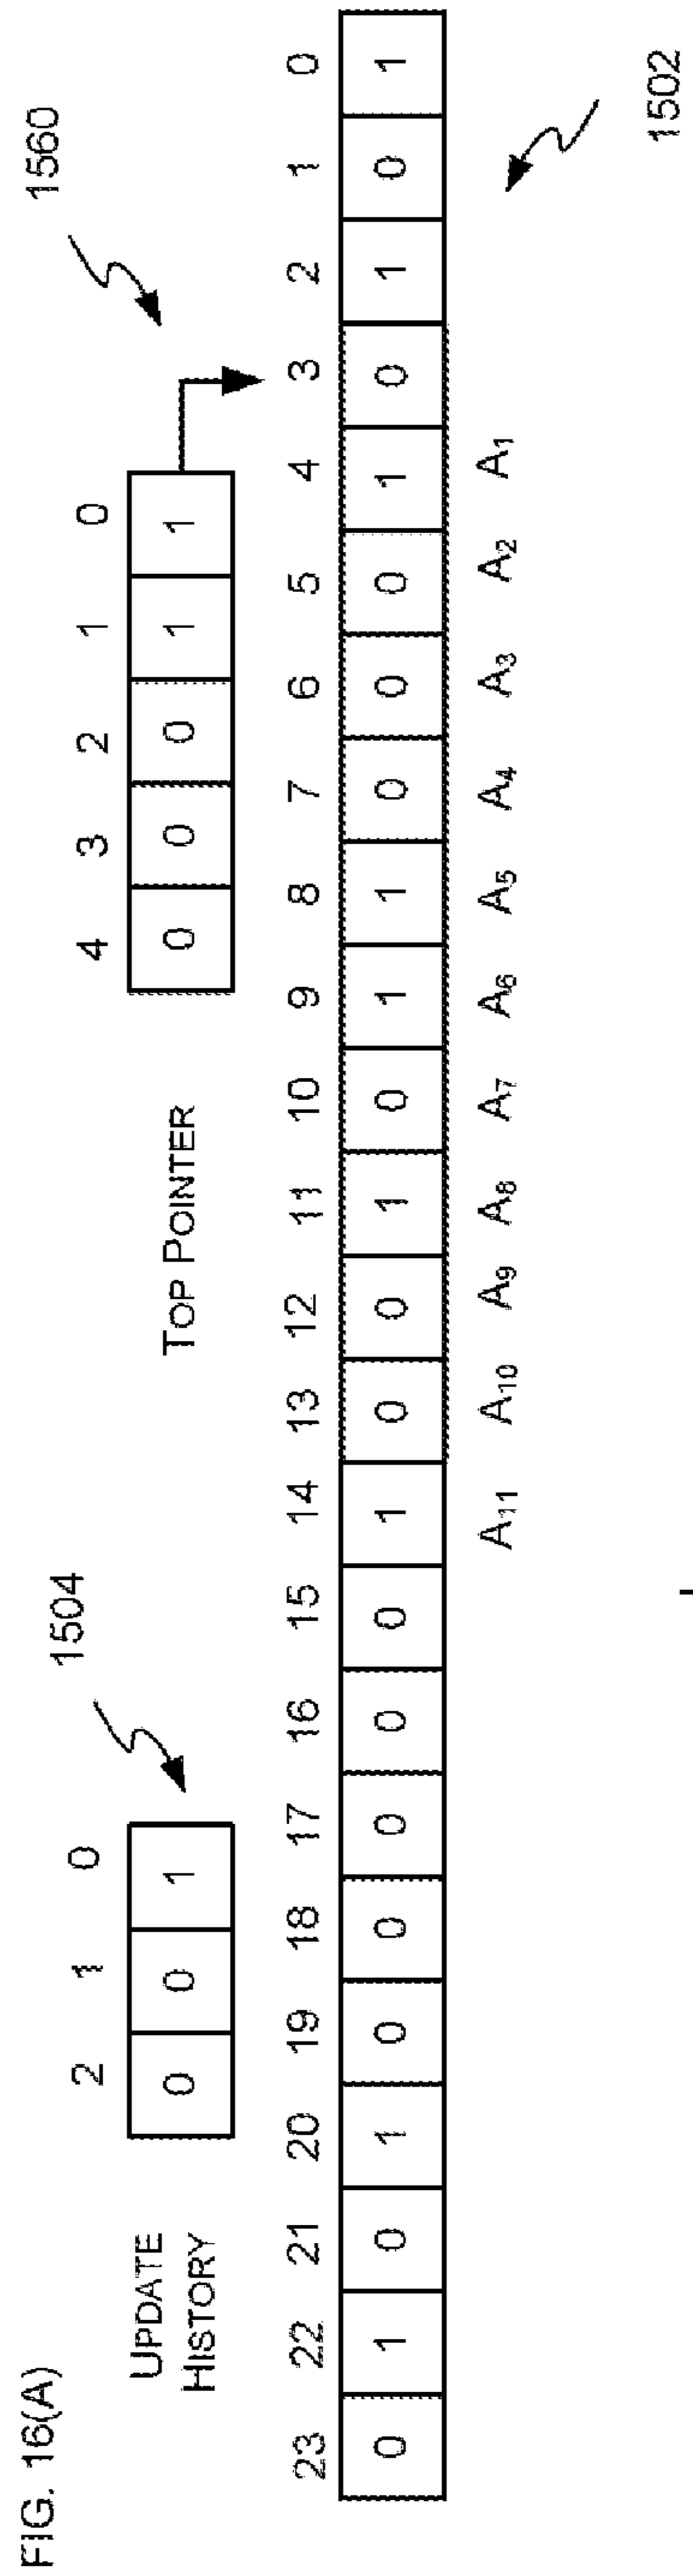 FIG. 16(A)
1504
1560
UPDATE
HISTORY
2 1 0
0 0 1
TOP POINTER
4 3 2 1 0
0 0 0 1 1
23 22 21 20 19 18 17 16 15 14 13 12 11 10 9 8 7 6 5 4 3 2 1 0
0 1 0 1 0 0 0 0 0 1 0 0 1 0 1 1 0 0 0 1 0 1 0 1
A11 A10 A9 A8 A7 A6 A5 A4 A3 A2 A1
1502